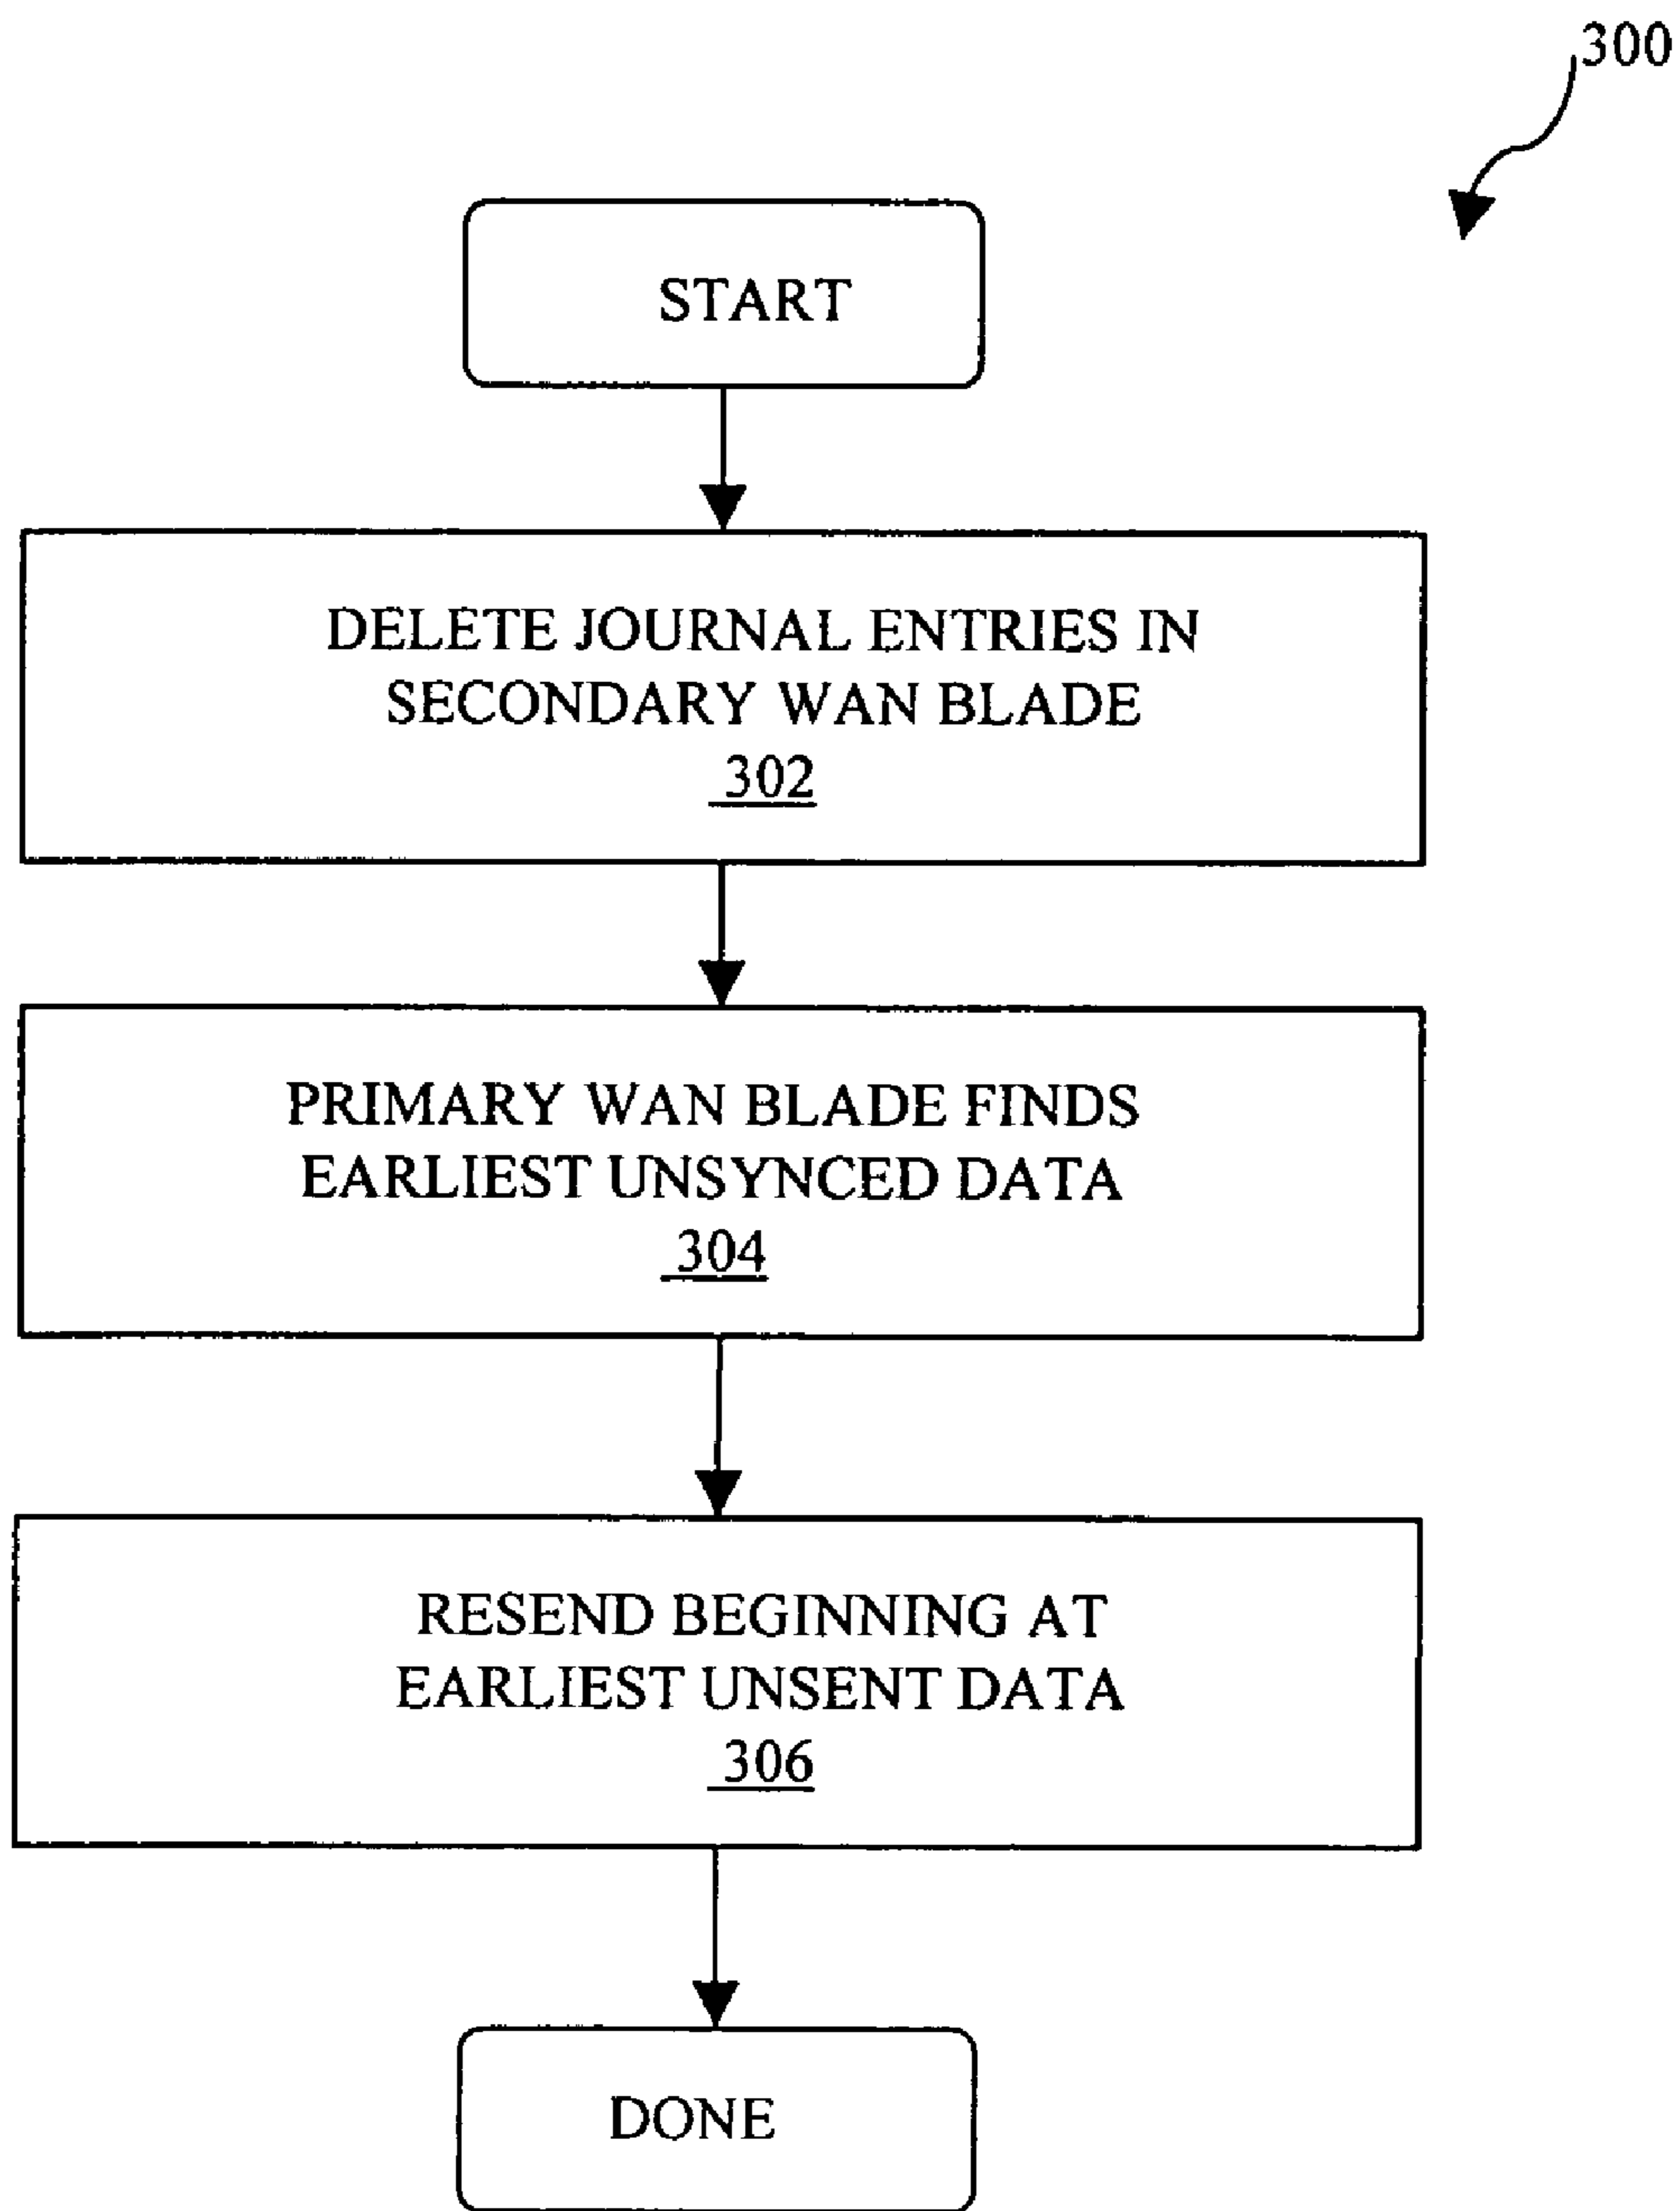 300
START
DELETE JOURNAL ENTRIES IN
SECONDARY WAN BLADE
302
PRIMARY WAN BLADE FINDS
EARLIEST UNSYNCED DATA
304
RESEND BEGINNING AT
EARLIEST UNSENT DATA
306
DONE